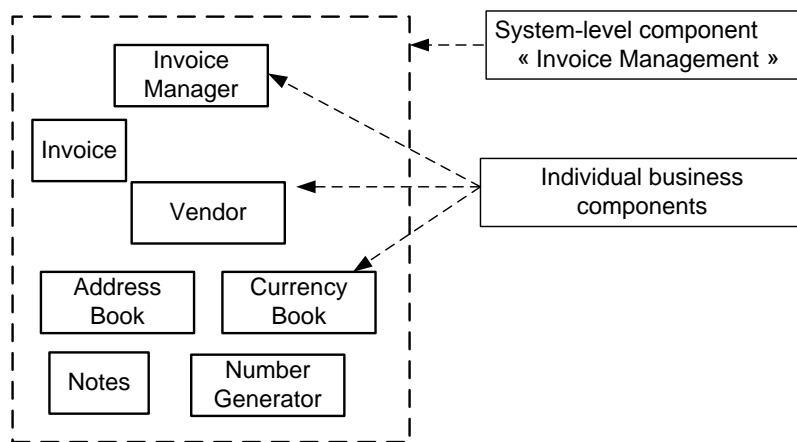 System-level component
« Invoice Management »
Invoice
Manager
Invoice
Vendor
Individual business
components
Address
Book
Currency
Book
Notes
Number
Generator